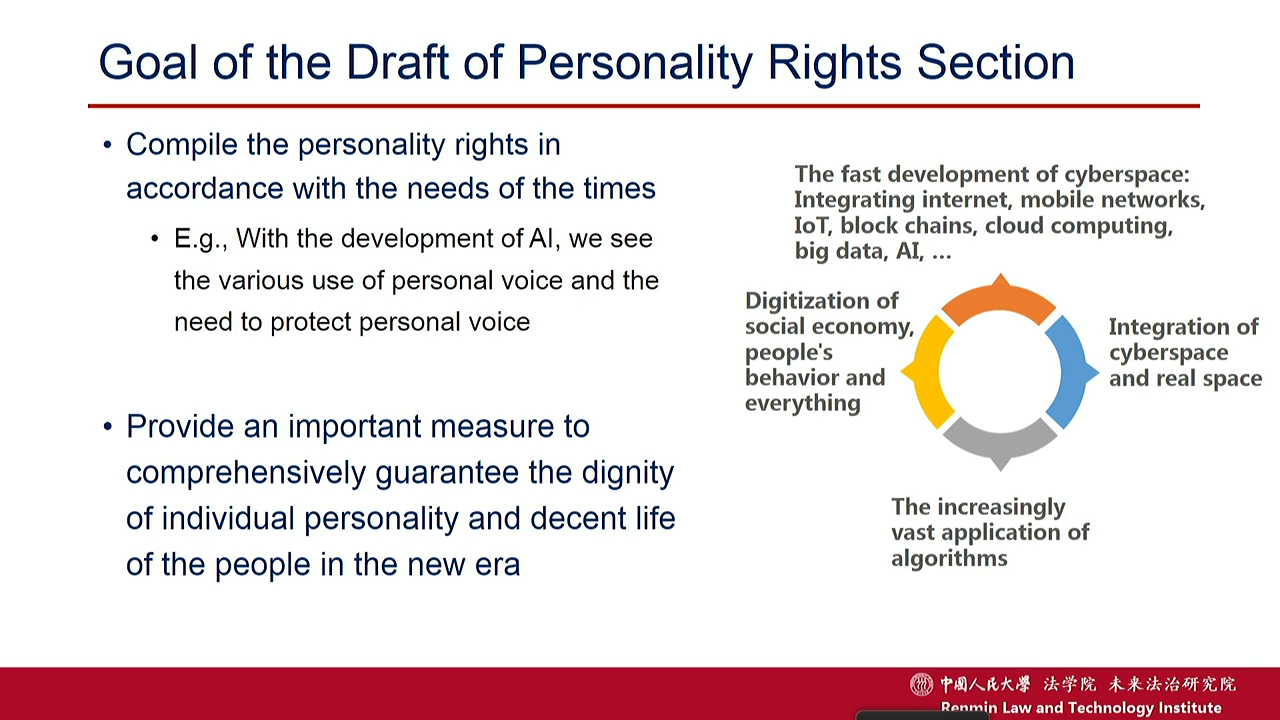 Goal of the Draft of Personality Rights Section
• Compile the personality rights in
accordance with the needs of the times
• E.g., With the development of AI, we see
the various use of personal voice and the
need to protect personal voice
• Provide an important measure to
comprehensively guarantee the dignity
of individual personality and decent life
of the people in the new era
The fast development of cyberspace:
Integrating internet, mobile networks,
IoT, block chains, cloud computing,
big data, AI, ...
Digitization of
social economy,
people's
behavior and
everything
Integration of
cyberspace
and real space
The increasingly
vast application of
algorithms
中國人民大學 法学院 未来法治研究院
Renmin Law and Technology Institute